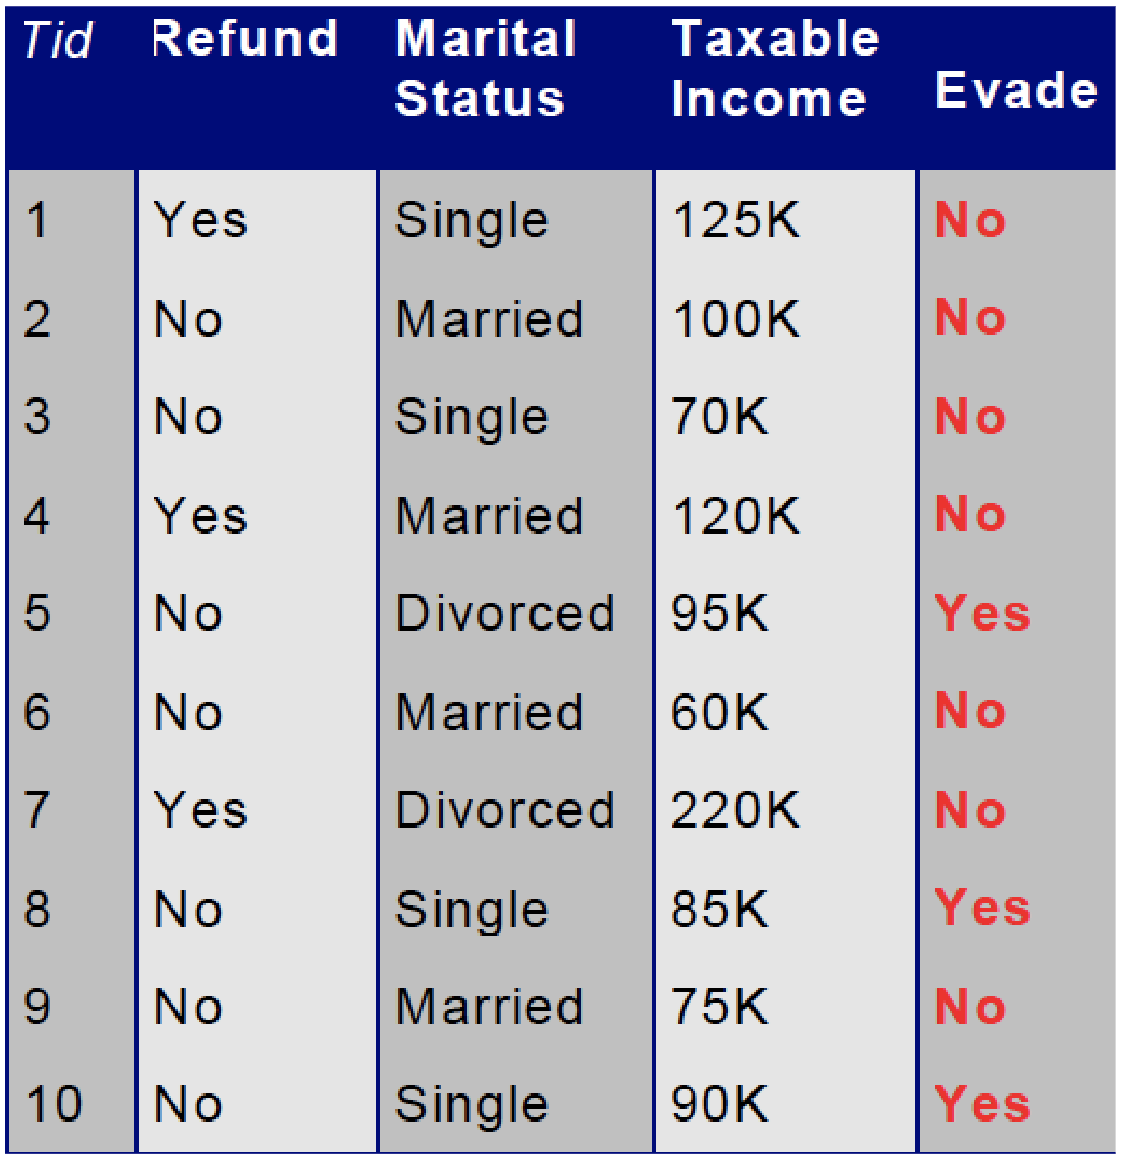 Tid Refund Marital Status Taxable Income Evade
1 Yes Single 125K No
2 No Married 100K No
3 No Single 70K No
4 Yes Married 120K No
5 No Divorced 95K Yes
6 No Married 60K No
7 Yes Divorced 220K No
8 No Single 85K Yes
9 No Married 75K No
10 No Single 90K Yes